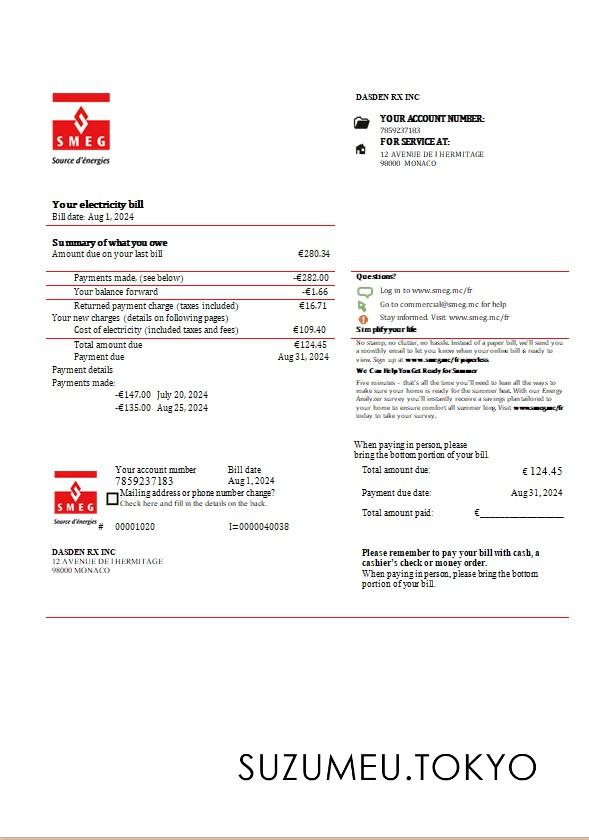 SMEG
Source d'énergies
DASDEN RX INC
YOUR ACCOUNT NUMBER:
7859237183
FOR SERVICE AT:
12 AVENUE DE l HERMITAGE
98000 MONACO
Your electricity bill
Bill date: Aug 1, 2024
Summary of what you owe
Amount due on your last bill €280.34
Payments made, (see below) -€282.00
Your balance forward -€1.66
Returned payment charge (taxes included) €16.71
Your new charges (details on following pages)
Cost of electricity (included taxes and fees) €109.40
Total amount due €124.45
Payment due Aug 31, 2024
Payment details
Payments made:
-€147.00 July 20, 2024
-€135.00 Aug 25, 2024
Questions?
Log in to www.smeg.mc/fr
Go to commercial@smeg.mc for help
Stay informed. Visit www.smeg.mc/fr
Simplify your life
No stamp, no clutter, no hassle. Instead of a paper bill, we'll send you
a monthly email to let you know when your online bill is ready to
view. Sign up at www.smeg.mc/fr paperless.
We Can Help You Get Ready for Summer
Five minutes – that's all the time you'll need to lean all the ways to
make sure your home is ready for the summer heat. With our Energy
Analyzer survey you'll instantly receive a savings plan tailored to
your home to ensure comfort all summer long. Visit www.smeg.mc/fr
today to take your survey.
When paying in person, please
bring the bottom portion of your bill.
SMEG
Source d'énergies
Your account number Bill date
7859237183 Aug 1, 2024
Mailing address or phone number change?
Check here and fill in the details on the back.
# 00001020 I=0000040038
Total amount due: € 124.45
Payment due date: Aug 31, 2024
Total amount paid: €_________________
DASDEN RX INC
12 AVENUE DE l HERMITAGE
98000 MONACO
Please remember to pay your bill with cash, a
cashier's check or money order.
When paying in person, please bring the bottom
portion of your bill.
SUZUMEU.TOKYO